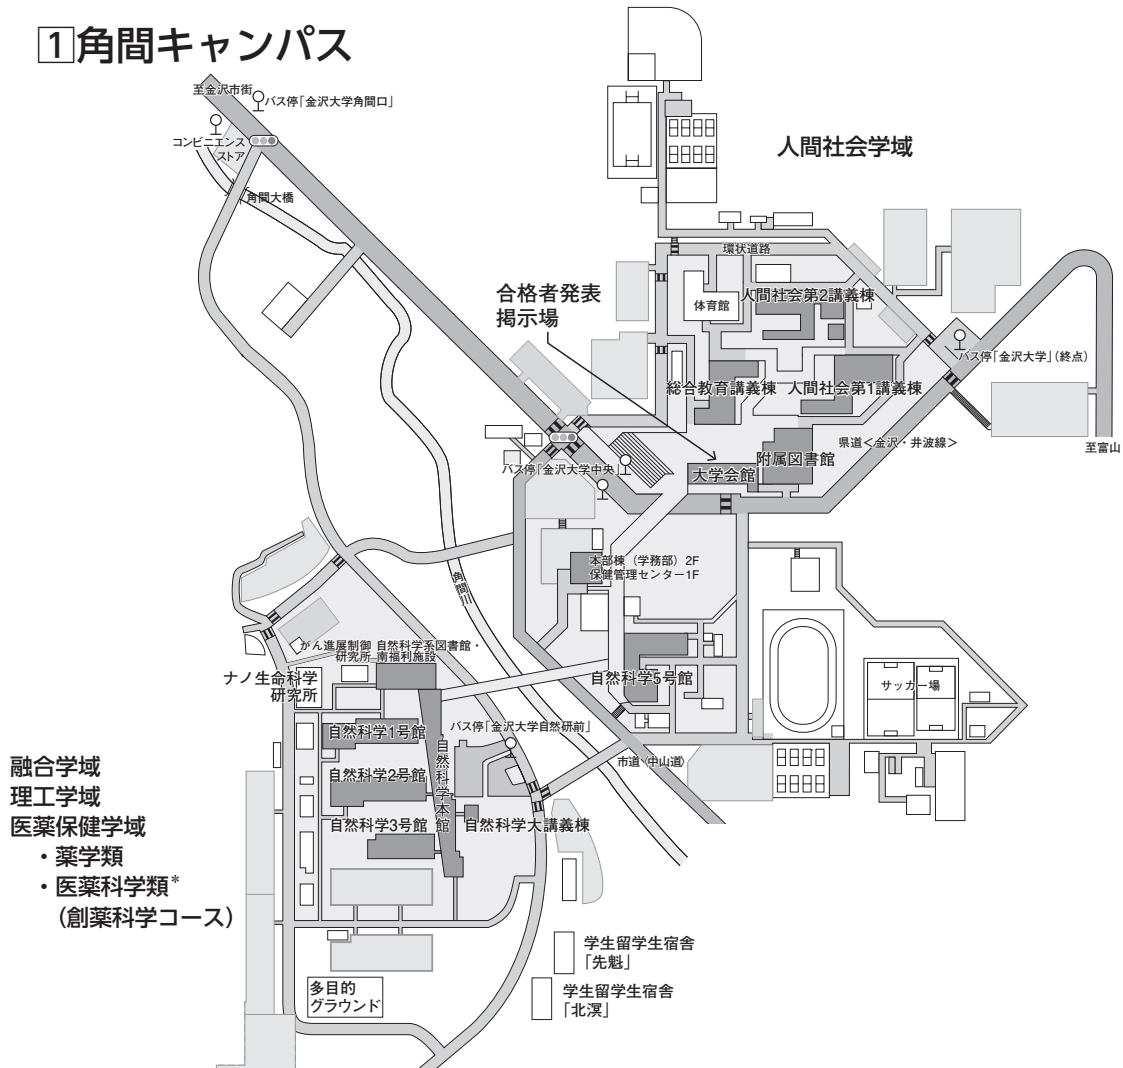 1角間キャンパス
至金沢市街
バス停「金沢大学角間口」
コンビニエンス
ストア
角間大橋
人間社会学域
環状道路
合格者発表
掲示場
体育館
人間社会第2講義棟
バス停「金沢大学」（終点）
総合教育講義棟
人間社会第1講義棟
県道＜金沢・井波線＞
至富山
附属図書館
バス停「金沢大学中央」
大学会館
本部棟（学務部）2F
保健管理センター1F
角間川
がん進展制御
研究所
自然科学系図書館・
南福利施設
ナノ生命科学
研究所
自然科学5号館
サッカー場
自然科学1号館
バス停「金沢大学自然研前」
自然科学本館
市道〈中山道〉
自然科学2号館
自然科学3号館
自然科学大講義棟
融合学域
理工学域
医薬保健学域
・薬学類
・医薬科学類*
（創薬科学コース）
学生留学生宿舎
「先魁」
学生留学生宿舎
「北溟」
多目的
グラウンド